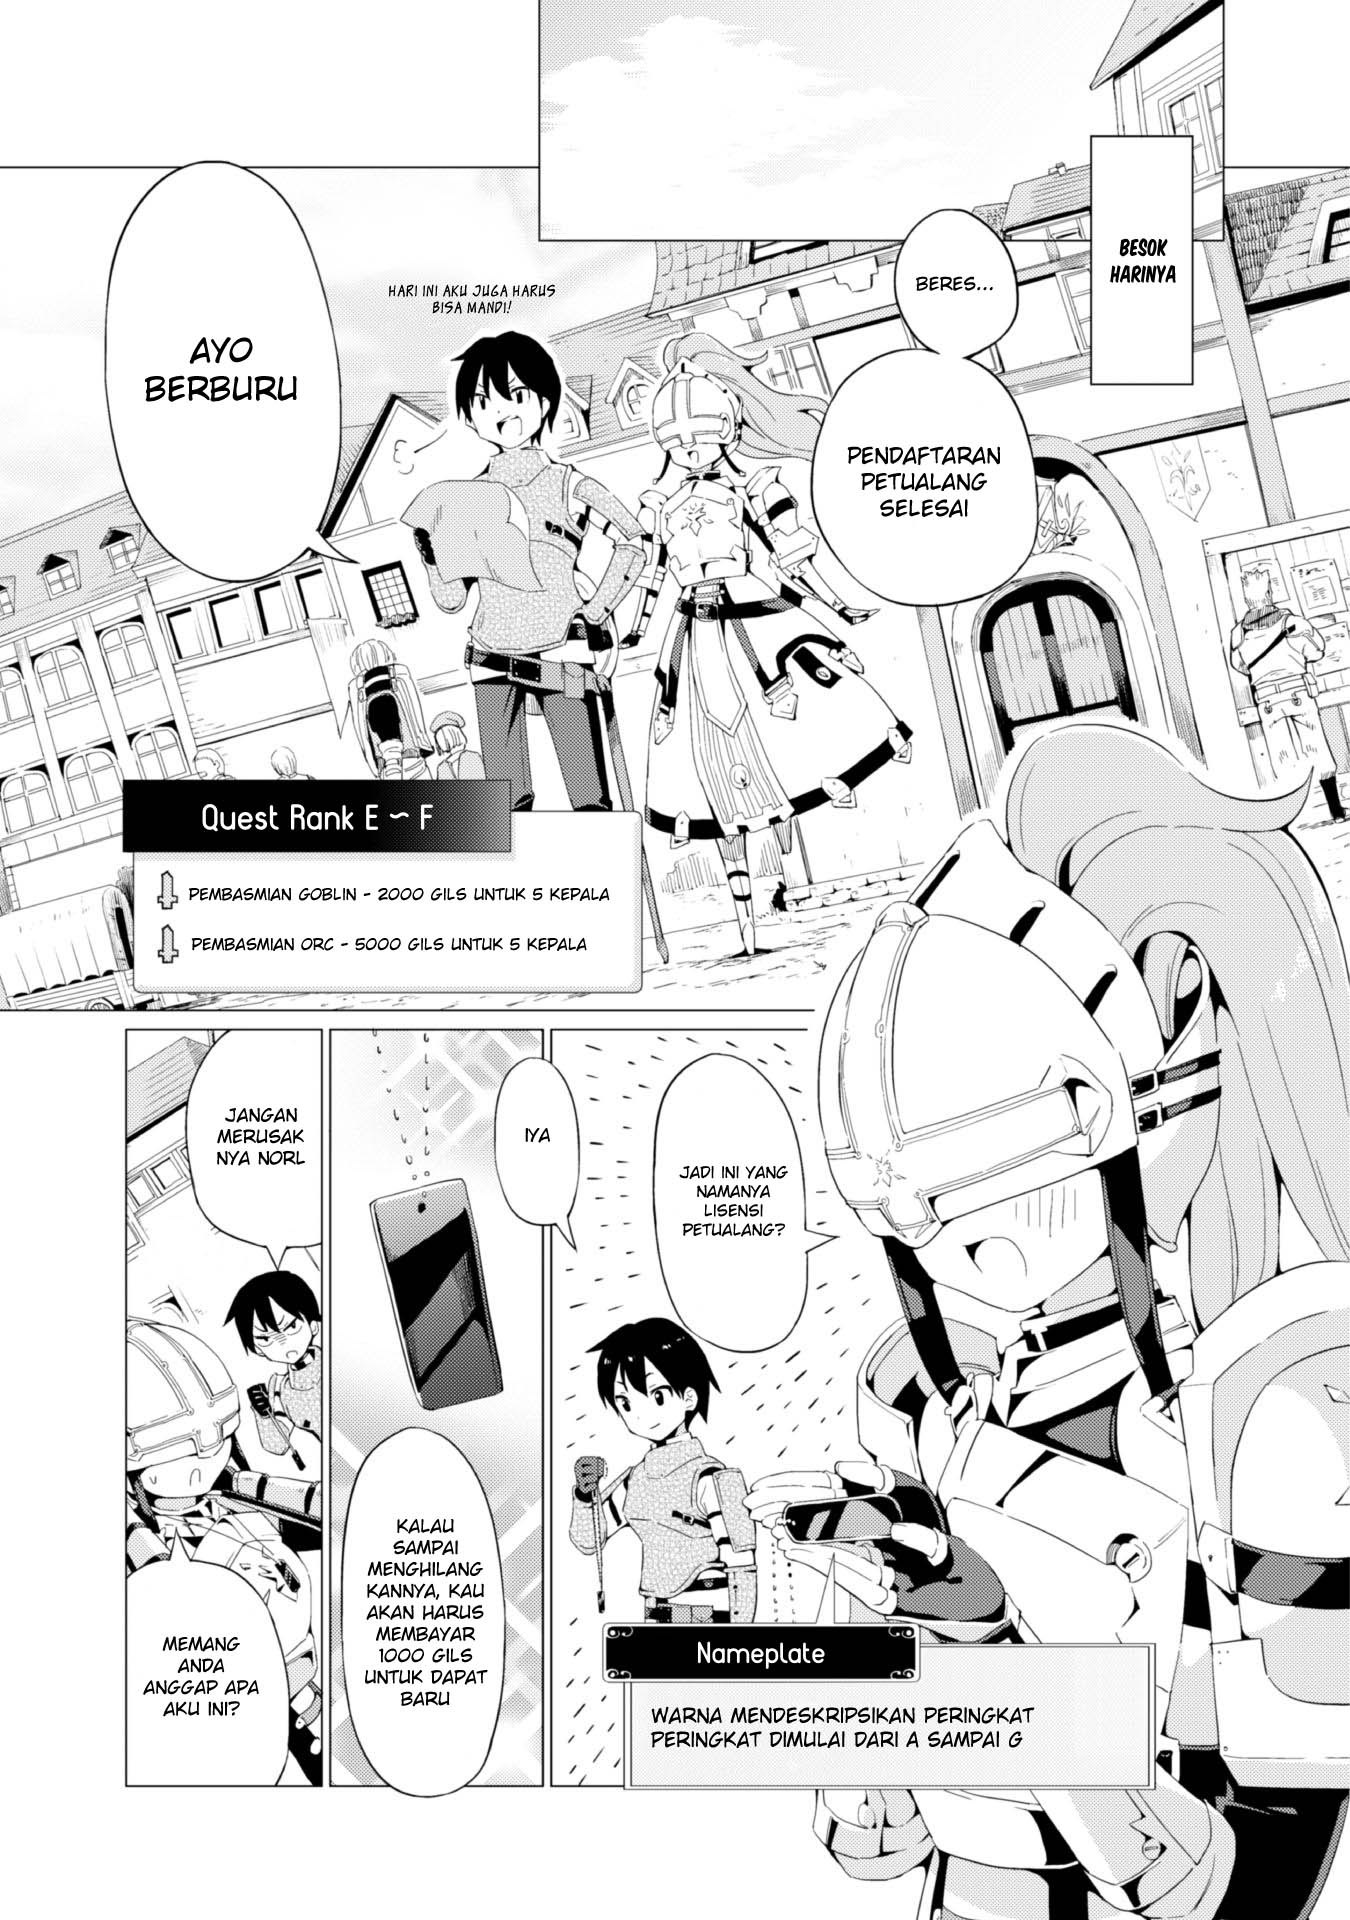 BESOK
HARINYA
BERES...
PENDAFTARAN
PETUALANG
SELESAI
HARI INI AKU JUGA HARUS
BISA MANDI!
AYO
BERBURU
Quest Rank E ~ F
PEMBASMIAN GOBLIN - 2000 GILS UNTUK 5 KEPALA
PEMBASMIAN ORC - 5000 GILS UNTUK 5 KEPALA
JADI INI YANG
NAMANYA
LISENSI
PETUALANG?
Nameplate
WARNA MENDESKRIPSIKAN PERINGKAT
PERINGKAT DIMULAI DARI A SAMPAI G
IYA
KALAU
SAMPAI
MENGHILANG
KANNYA, KAU
AKAN HARUS
MEMBAYAR
1000 GILS
UNTUK DAPAT
BARU
JANGAN
MERUSAK
NYA NORL
MEMANG
ANDA
ANGGAP APA
AKU INI?